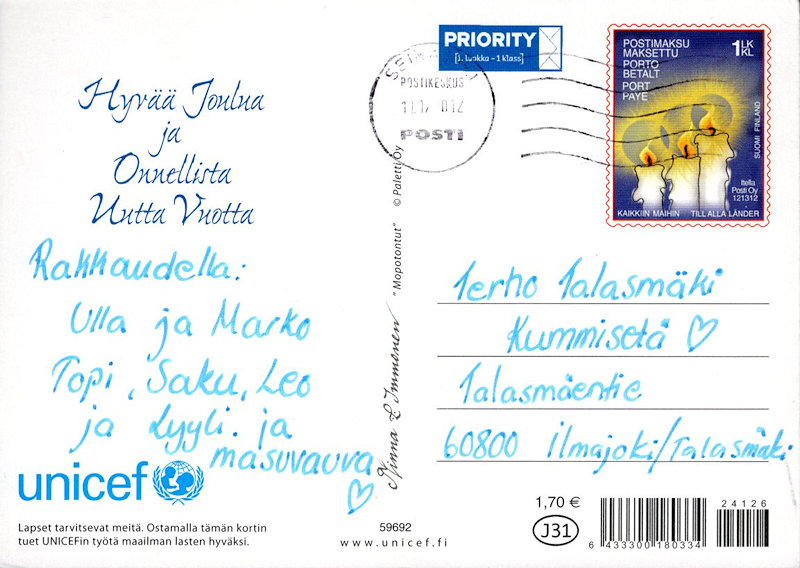 Hyvää Joulua
ja
Onnellista
Uutta Vuotta
Rakkaudella:
Ulla ja Marko
Topi, Saku, Leo
ja Lyyli. ja
masuvauva
♡
unicef
Lapset tarvitsevat meitä. Ostamalla tämän kortin
tuet UNICEFin työtä maailman lasten hyväksi.
Ninna E Immonen "Mopotontut" © Paletti Oy
59692
www.unicef.fi
PRIORITY
[1. luokka – 1 klass]
POSTIKESKUS
POSTI
POSTIMAKSU
MAKSETTU
PORTO
BETALT
PORT
PAYE
1 LK
KL
SUOMI FINLAND
Itella
Posti Oy
121312
KAIKKIIN MAIHIN TILL ALLA LÄNDER
Terho Talasmäki
Kummisetä ♡
Talasmäentie
60800 ilmajoki/Talasmäki
1,70 €
J31
6 433300 180334
24126